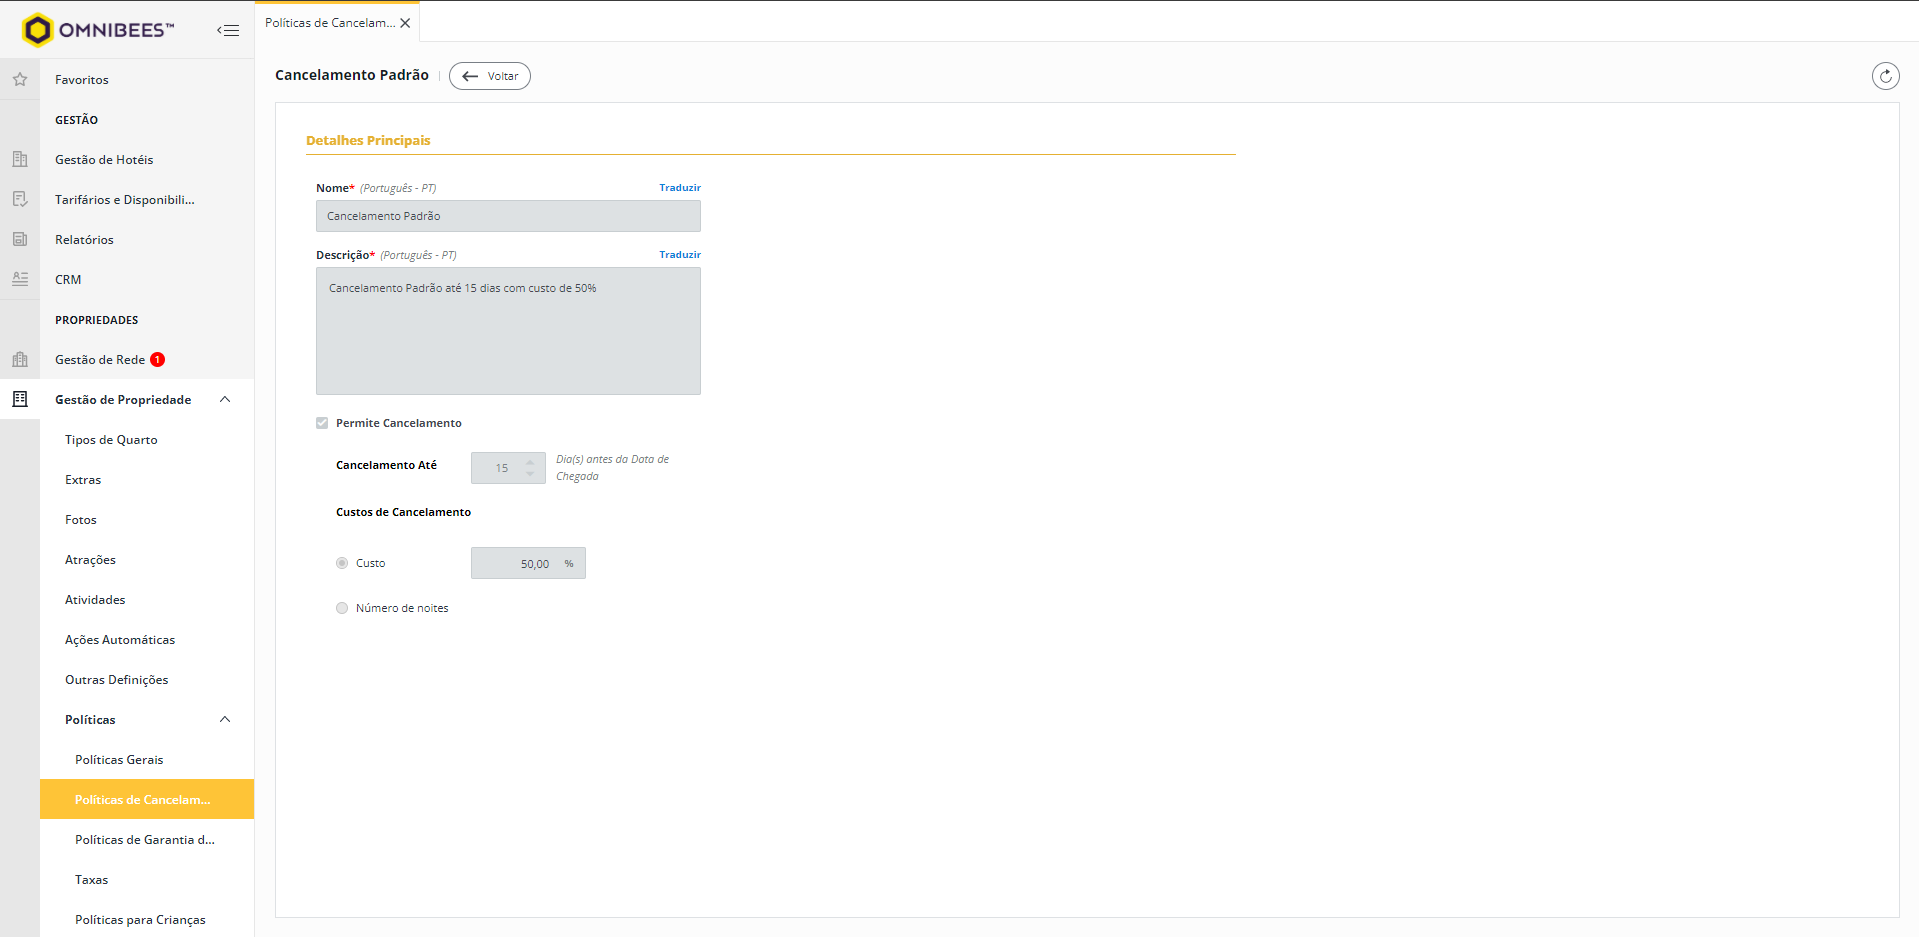 OMNIBEES™
Políticas de Cancelam...
Favoritos
GESTÃO
Gestão de Hotéis
Tarifários e Disponibili...
Relatórios
CRM
PROPRIEDADES
Gestão de Rede 1
Gestão de Propriedade
Tipos de Quarto
Extras
Fotos
Atrações
Atividades
Ações Automáticas
Outras Definições
Políticas
Políticas Gerais
Políticas de Cancelam...
Políticas de Garantia d...
Taxas
Políticas para Crianças
Cancelamento Padrão
Voltar
Detalhes Principais
Nome* (Português - PT) Traduzir
Cancelamento Padrão
Descrição* (Português - PT) Traduzir
Cancelamento Padrão até 15 dias com custo de 50%
Permite Cancelamento
Cancelamento Até 15 Dia(s) antes da Data de
Chegada
Custos de Cancelamento
Custo 50,00 %
Número de noites